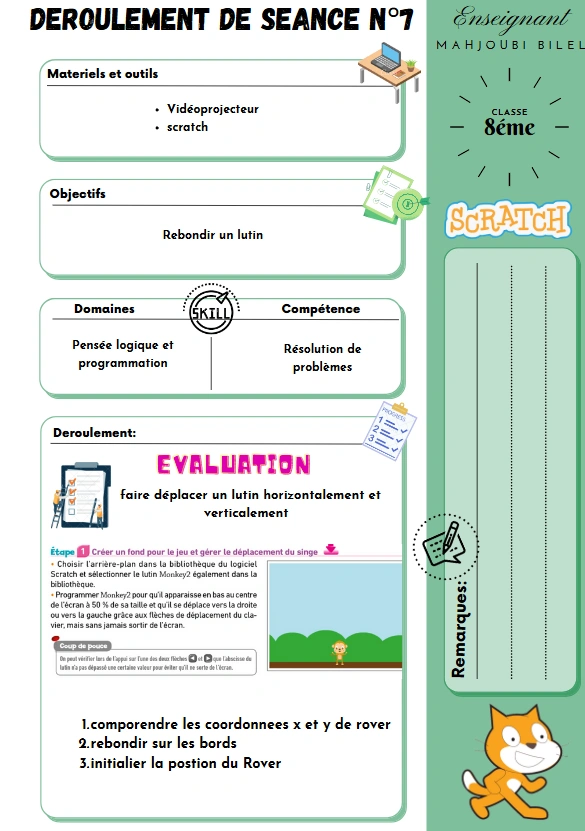 DEROULEMENT DE SEANCE N°7
Enseignant
MAHJOUBI BILEL
CLASSE
8éme
SCRATCH
Materiels et outils
• Vidéoprojecteur
• scratch
Objectifs
Rebondir un lutin
Domaines
SKILL
Compétence
Pensée logique et
programmation
Résolution de
problèmes
PROGRESS
1
2
3
Deroulement:
EVALUATION
faire déplacer un lutin horizontalement et
verticalement
Étape 1 Créer un fond pour le jeu et gérer le déplacement du singe
• Choisir l'arrière-plan dans la bibliothèque du logiciel
Scratch et sélectionner le lutin Monkey2 également dans la
bibliothèque.
• Programmer Monkey2 pour qu'il apparaisse en bas au centre
de l'écran à 50 % de sa taille et qu'il se déplace vers la droite
ou vers la gauche grâce aux flèches de déplacement du cla-
vier, mais sans jamais sortir de l'écran.
Coup de pouce
On peut vérifier lors de l'appui sur l'une des deux flèches et que l'abscisse du
lutin n'a pas dépassé une certaine valeur pour éviter qu'il ne sorte de l'écran.
1.comporendre les coordonnees x et y de rover
2.rebondir sur les bords
3.initialier la postion du Rover
Remarques: